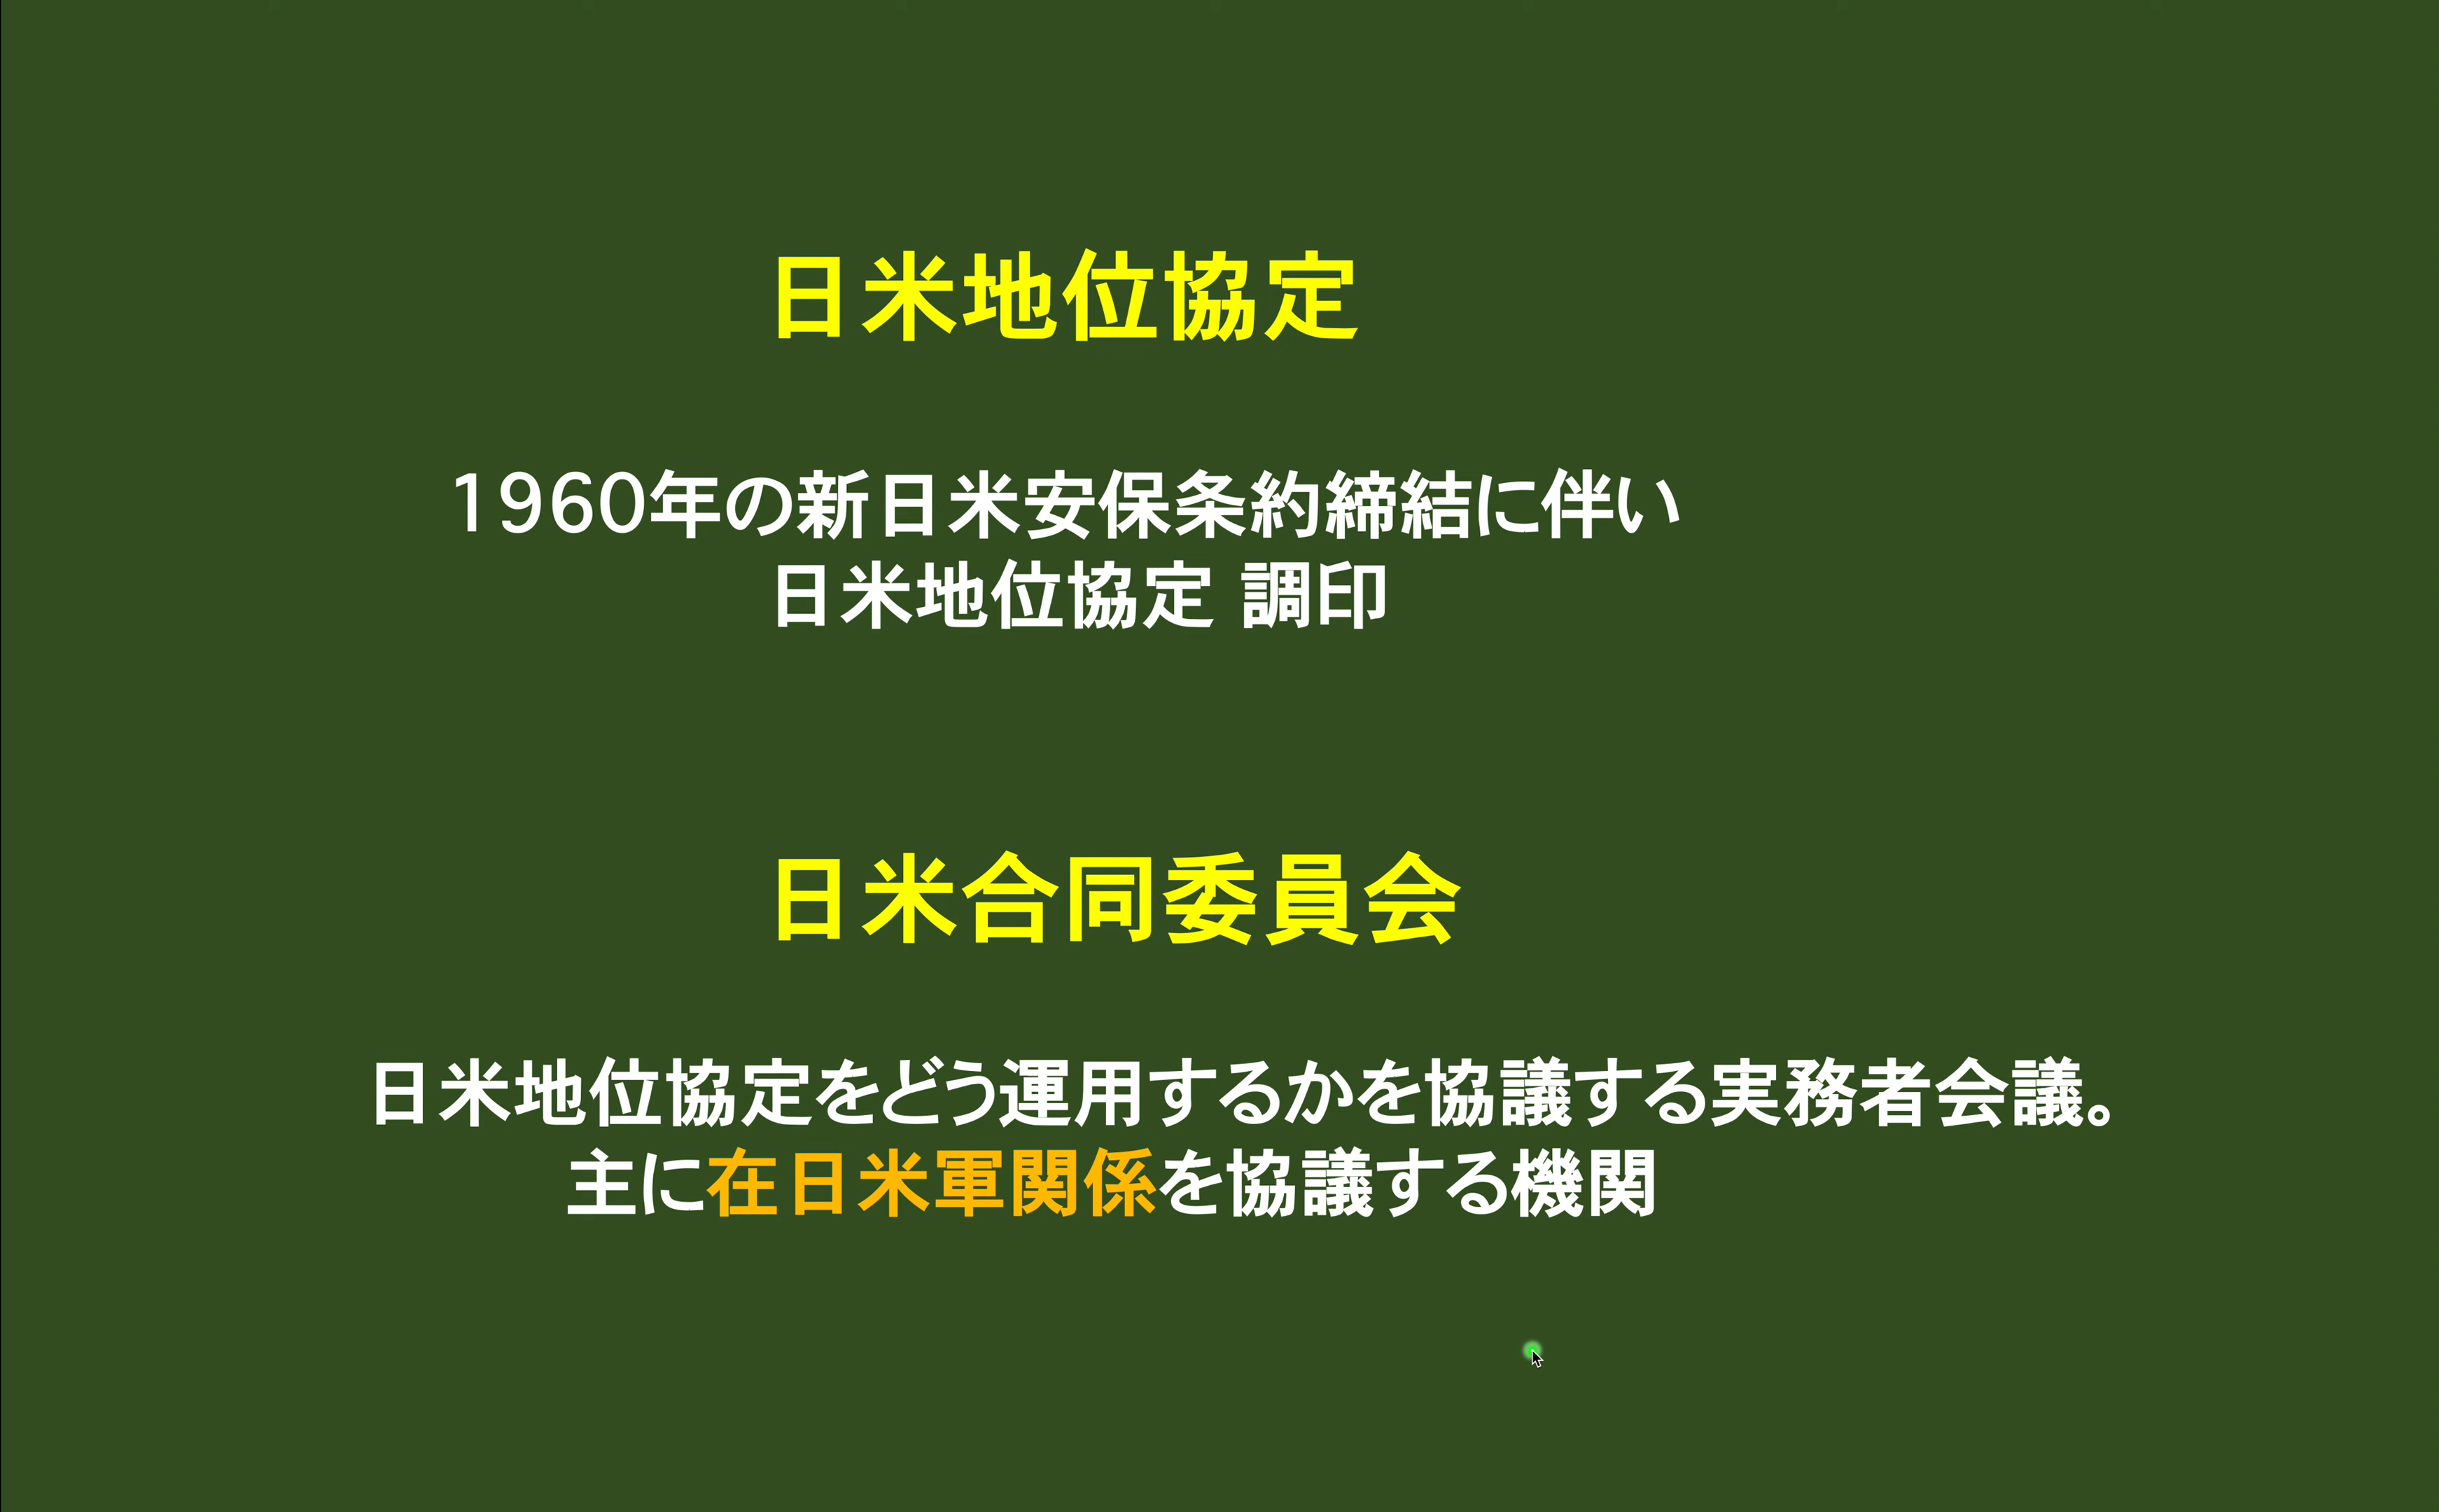 日米地位協定
1960年の新日米安保条約締結に伴い
日米地位協定 調印
日米合同委員会
日米地位協定をどう運用するかを協議する実務者会議。
主に在日米軍関係を協議する機関